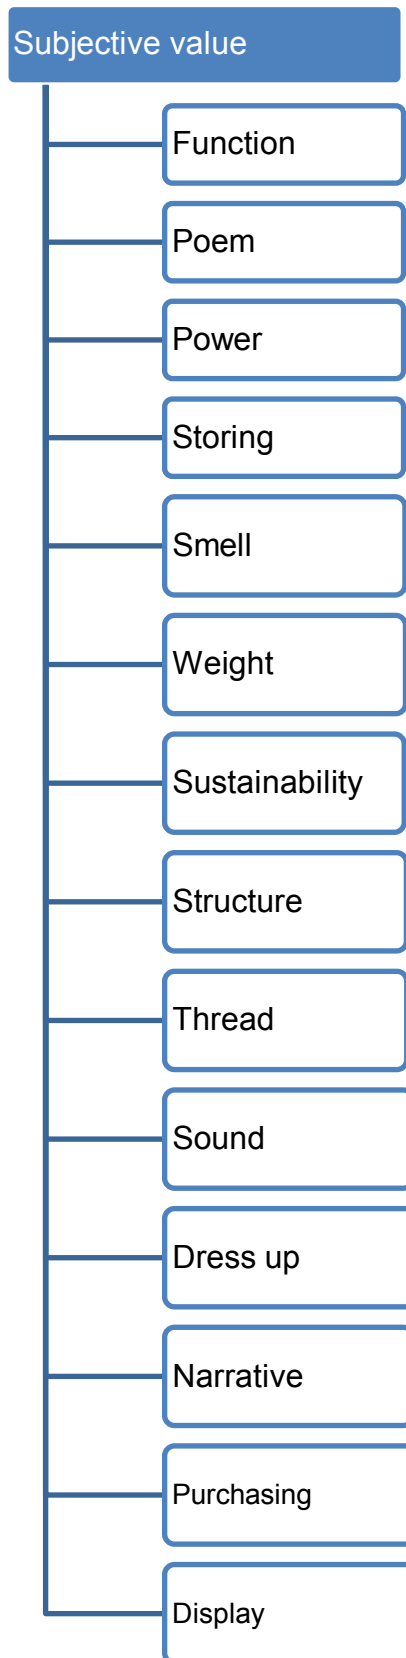 Subjective value
Function
Poem
Power
Storing
Smell
Weight
Sustainability
Structure
Thread
Sound
Dress up
Narrative
Purchasing
Display